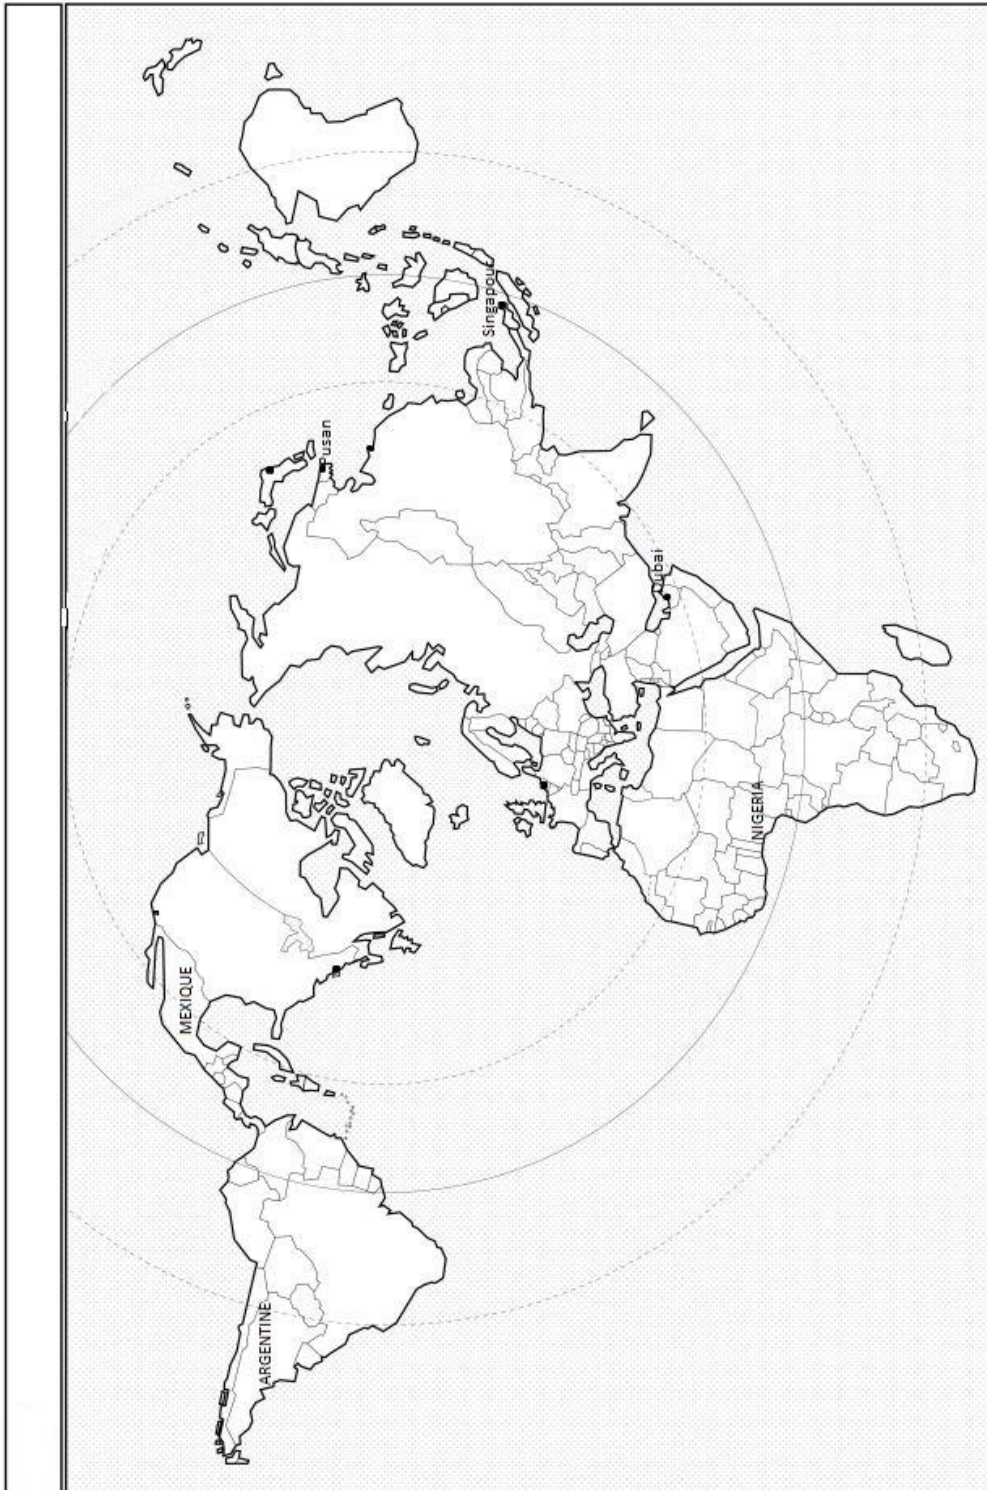 MEXIQUE
ARGENTINE
NIGERIA
Dubai
Pusan
Singapour